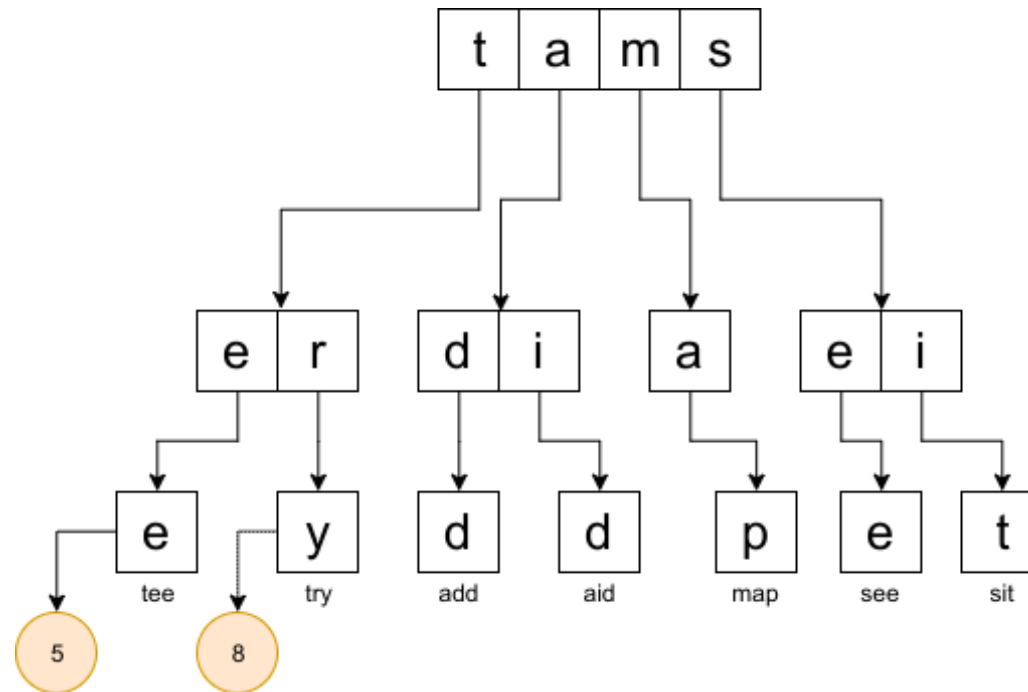 t a m s
e r d i a e i
e y d d p e t
tee try add aid map see sit
5 8